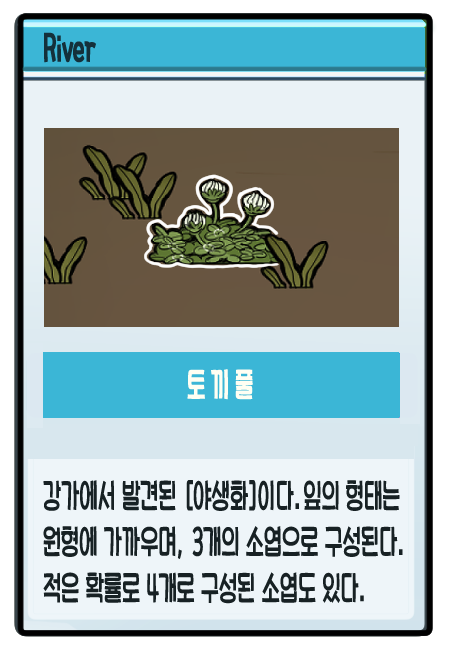 River
토끼풀
강가에서 발견된 [야생화]이다. 잎의 형태는
원형에 가까우며, 3개의 소엽으로 구성된다.
적은 확률로 4개로 구성된 소엽도 있다.